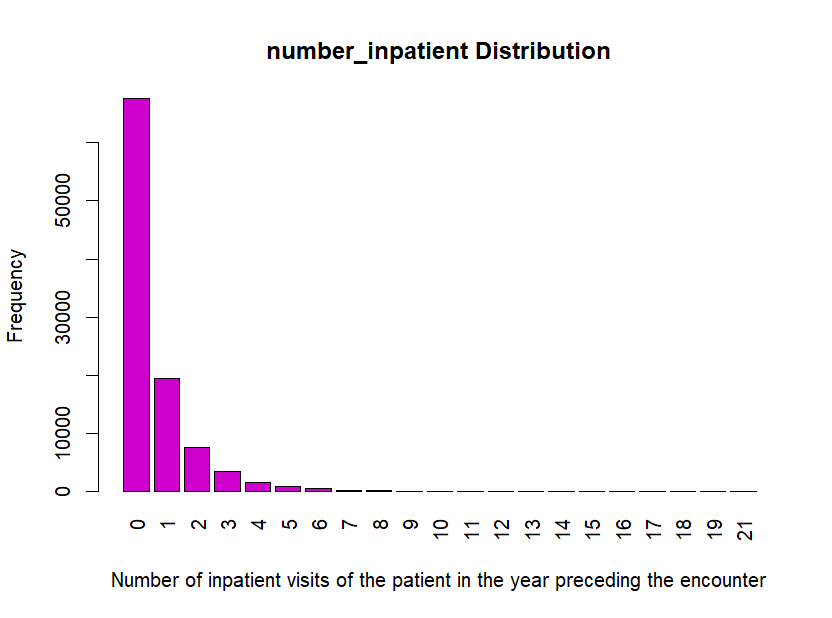 number_inpatient Distribution
Frequency
50000
30000
10000
0
0 1 2 3 4 5 6 7 8 9 10 11 12 13 14 15 16 17 18 19 21
Number of inpatient visits of the patient in the year preceding the encounter